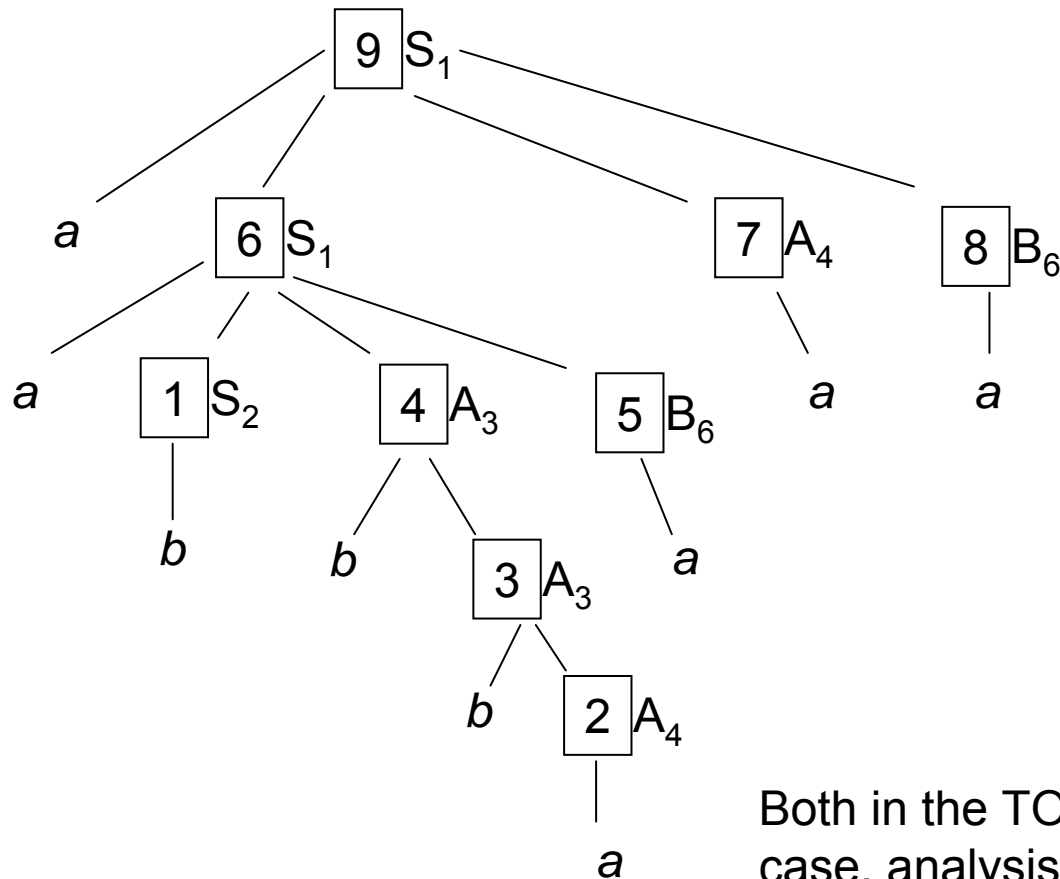 9 S₁
a
6 S₁
7 A₄
8 B₆
a
1 S₂
4 A₃
5 B₆
a
a
b
b
3 A₃
a
b
2 A₄
a
Both in the
case, analysis